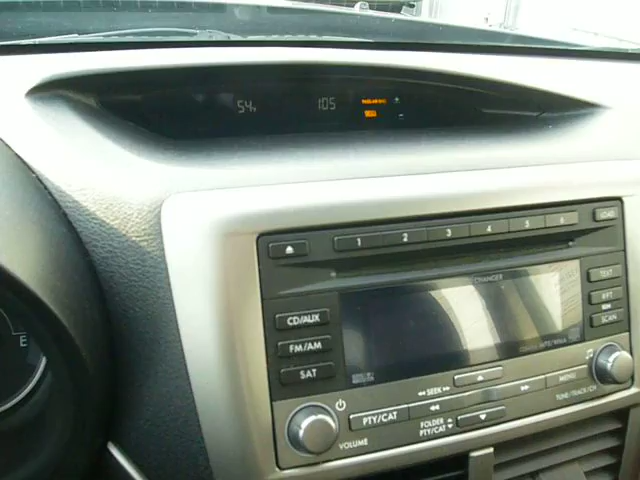 54°F 105
1 2 3 4 5 6 LOAD
CHANGER
TEXT
RPT
SCAN
CD/AUX
FM/AM
SAT
SEEK
MENU
PTY/CAT
FOLDER
PTY/CAT
VOLUME
TUNE/TRACK/CH
E